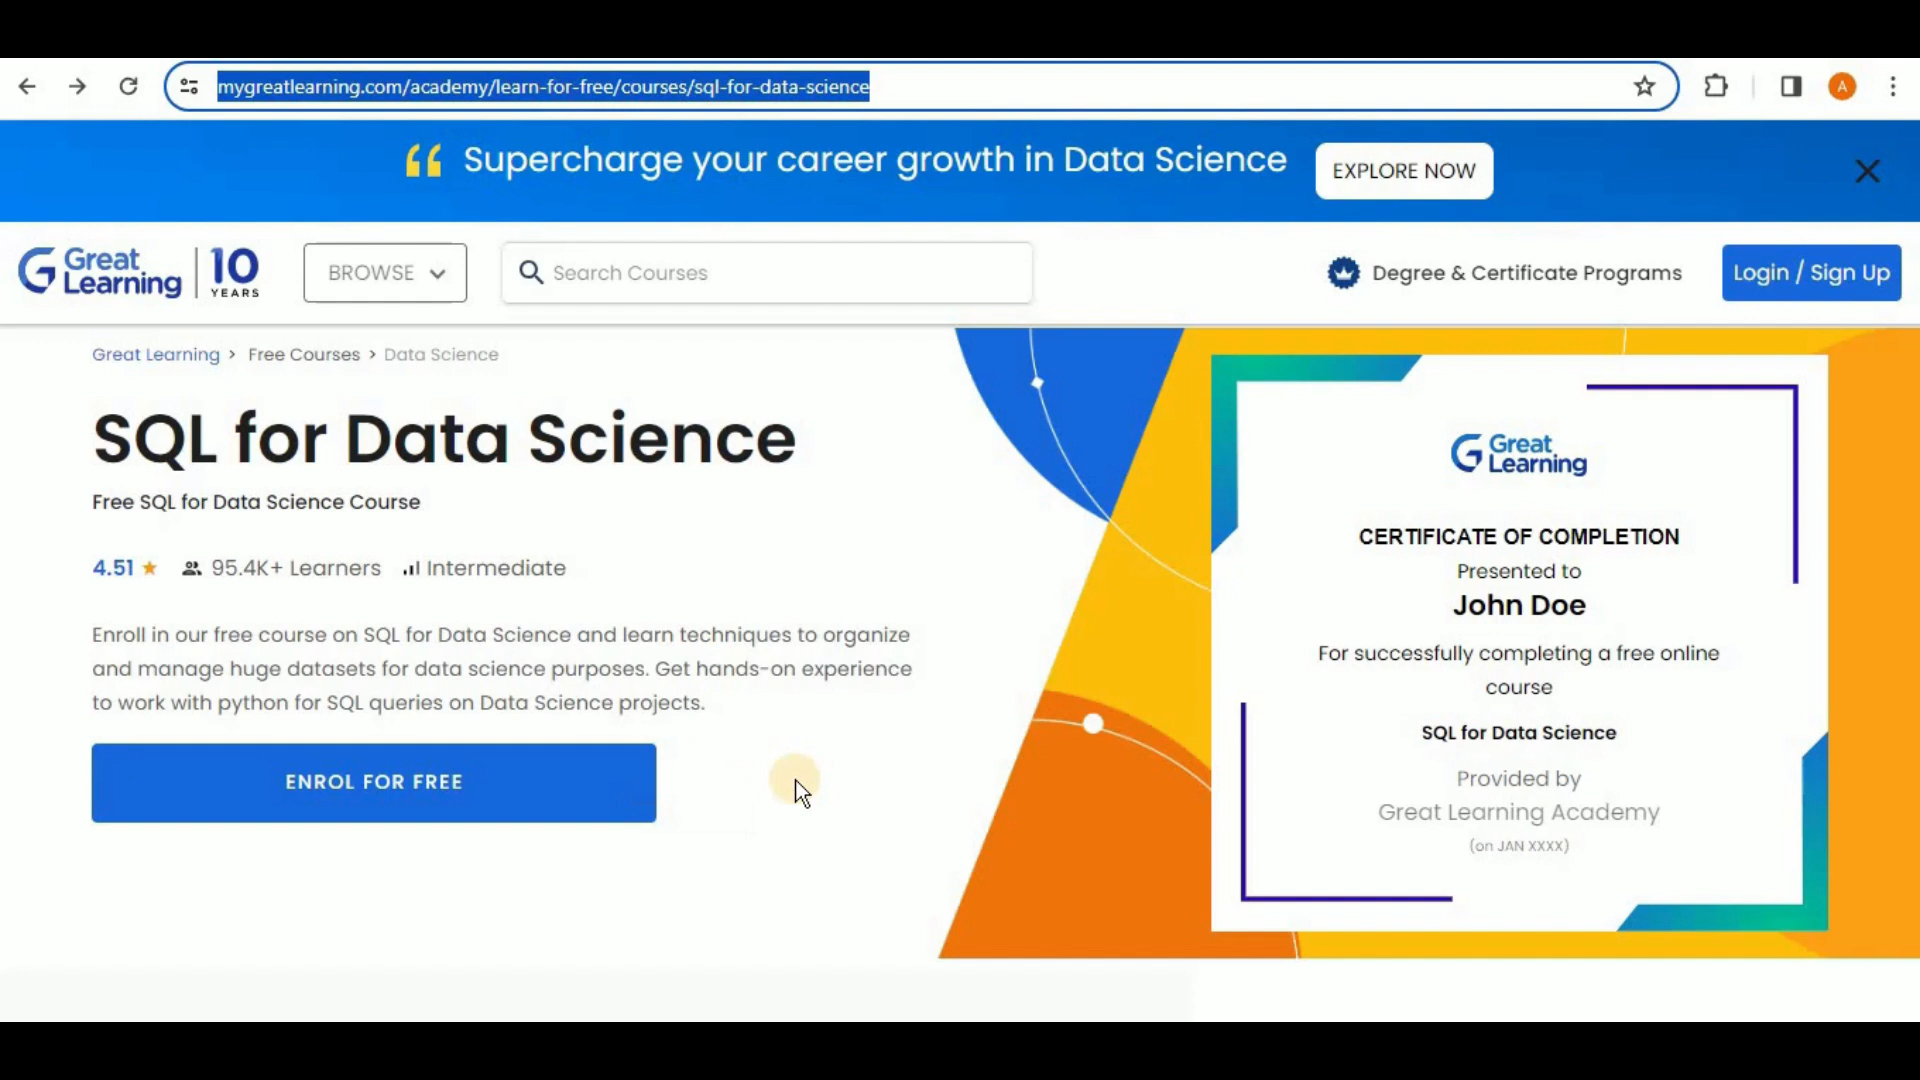 mygreatlearning.com/academy/learn-for-free/courses/sql-for-data-science
A
Supercharge your career growth in Data Science
EXPLORE NOW
Great Learning
10 YEARS
BROWSE
Search Courses
Degree & Certificate Programs
Login / Sign Up
Great Learning > Free Courses > Data Science
SQL for Data Science
Free SQL for Data Science Course
4.51 ★ 95.4K+ Learners Intermediate
Enroll in our free course on SQL for Data Science and learn techniques to organize
and manage huge datasets for data science purposes. Get hands-on experience
to work with python for SQL queries on Data Science projects.
ENROL FOR FREE
Great
Learning
CERTIFICATE OF COMPLETION
Presented to
John Doe
For successfully completing a free online
course
SQL for Data Science
Provided by
Great Learning Academy
(on JAN XXXX)